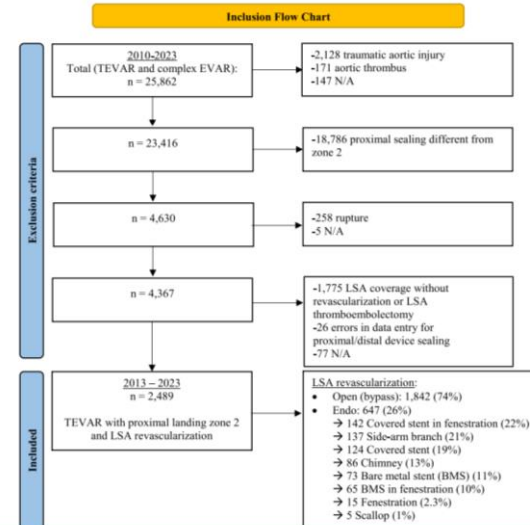 Inclusion Flow Chart
Exclusion criteria
2010-2023
Total (TEVAR and complex EVAR):
n = 25,862
-2,128 traumatic aortic injury
-171 aortic thrombus
-147 N/A
n = 23,416
-18,786 proximal sealing different from
zone 2
n = 4,630
-258 rupture
-5 N/A
n = 4,367
-1,775 LSA coverage without
revascularization or LSA
thromboembolectomy
-26 errors in data entry for
proximal/distal device sealing
-77 N/A
Included
2013 – 2023
n = 2,489
TEVAR with proximal landing zone 2
and LSA revascularization
LSA revascularization:
• Open (bypass): 1,842 (74%)
• Endo: 647 (26%)
→ 142 Covered stent in fenestration (22%)
→ 137 Side-arm branch (21%)
→ 124 Covered stent (19%)
→ 86 Chimney (13%)
→ 73 Bare metal stent (BMS) (11%)
→ 65 BMS in fenestration (10%)
→ 15 Fenestration (2.3%)
→ 5 Scallop (1%)